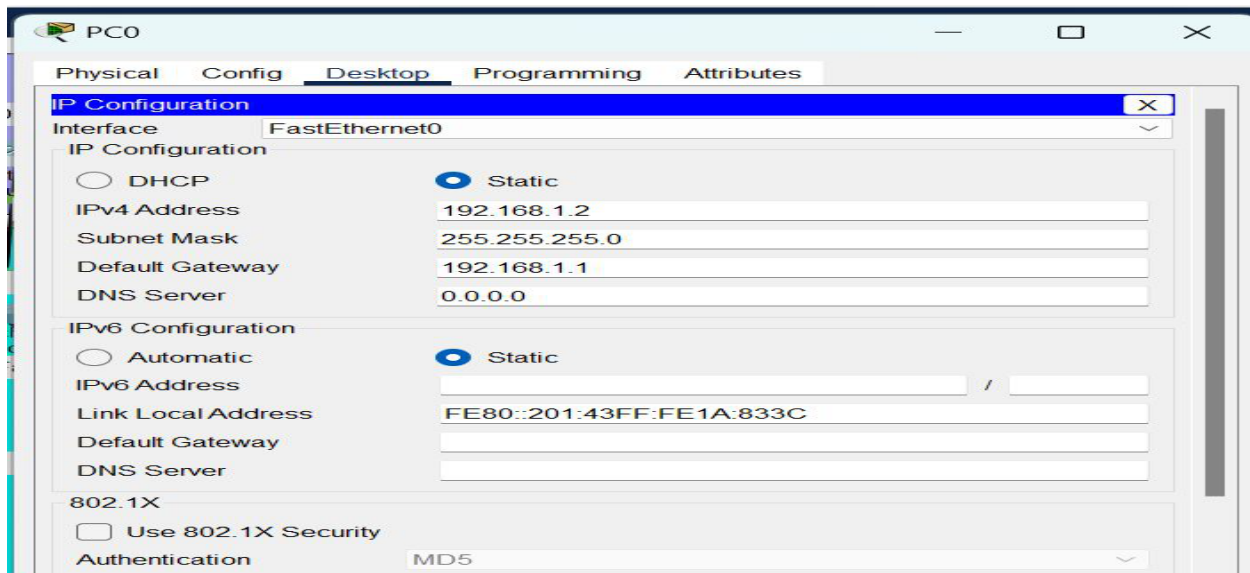 PC0
Physical Config Desktop Programming Attributes
IP Configuration X
Interface FastEthernet0
IP Configuration
DHCP Static
IPv4 Address 192.168.1.2
Subnet Mask 255.255.255.0
Default Gateway 192.168.1.1
DNS Server 0.0.0.0
IPv6 Configuration
Automatic Static
IPv6 Address /
Link Local Address FE80::201:43FF:FE1A:833C
Default Gateway
DNS Server
802.1X
Use 802.1X Security
Authentication MD5